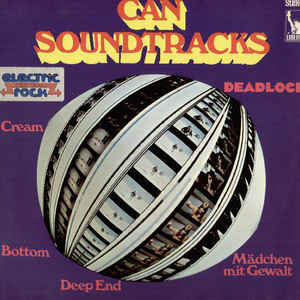 CAN
SOUNDTRACKS
ELECTRIC
ROCK
DEADLOCK
Cream
Bottom
Mädchen
mit Gewalt
Deep End